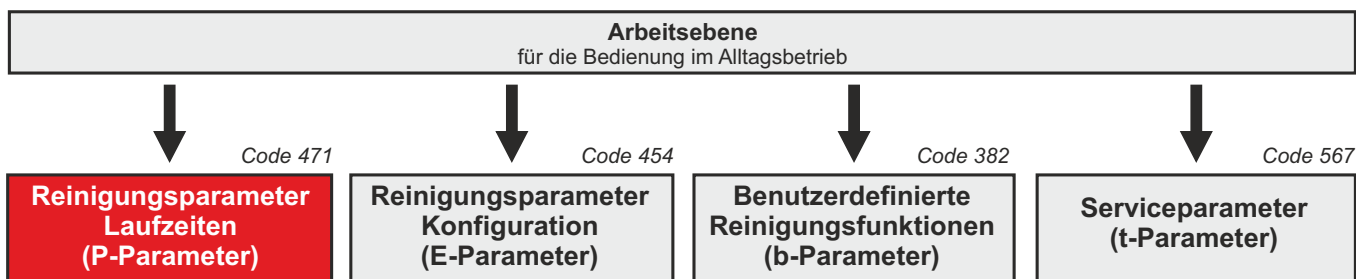 Arbeitsebene
für die Bedienung im Alltagsbetrieb
Code 471
Code 454
Code 382
Code 567
Reinigungsparameter
Laufzeiten
(P-Parameter)
Reinigungsparameter
Konfiguration
(E-Parameter)
Benutzerdefinierte
Reinigungsfunktionen
(b-Parameter)
Serviceparameter
(t-Parameter)